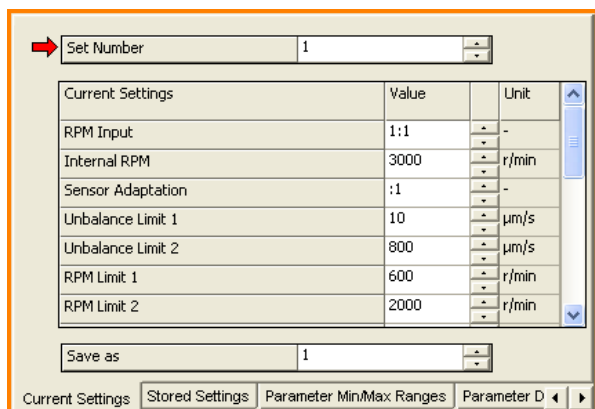 Set Number 1
Current Settings Value Unit
RPM Input 1:1 -
Internal RPM 3000 r/min
Sensor Adaptation :1 -
Unbalance Limit 1 10 µm/s
Unbalance Limit 2 800 µm/s
RPM Limit 1 600 r/min
RPM Limit 2 2000 r/min
Save as 1
Current Settings Stored Settings Parameter Min/Max Ranges Parameter D